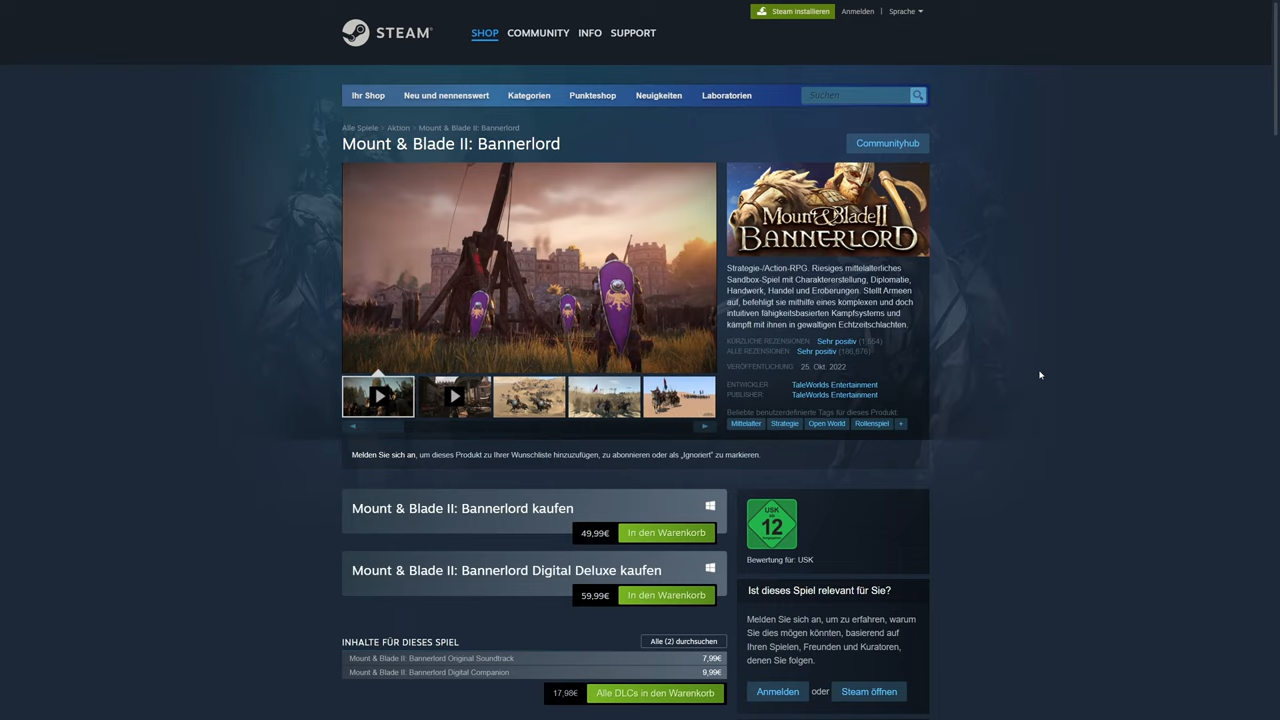 Steam installieren
Anmelden | Sprache
STEAM®
SHOP COMMUNITY INFO SUPPORT
Ihr Shop Neu und nennenswert Kategorien Punkteshop Neuigkeiten Laboratorien Suchen
Alle Spiele > Aktion > Mount & Blade II: Bannerlord
Mount & Blade II: Bannerlord
Communityhub
Mount & Blade II
BANNERLORD
Strategie-/Action-RPG. Riesiges mittelalterliches
Sandbox-Spiel mit Charaktererstellung, Diplomatie,
Handwerk, Handel und Eroberungen. Stellt Armeen
auf, befehligt sie mithilfe eines komplexen und doch
intuitiven fähigkeitsbasierten Kampfsystems und
kämpft mit ihnen in gewaltigen Echtzeitschlachten.
KÜRZLICHE REZENSIONEN: Sehr positiv (1,554)
ALLE REZENSIONEN: Sehr positiv
VERÖFFENTLICHUNG: 25. Okt. 2022
ENTWICKLER: TaleWorlds Entertainment
PUBLISHER: TaleWorlds Entertainment
Beliebte benutzerdefinierte Tags für dieses Produkt:
Mittelalter Strategie Open World Rollenspiel +
Melden Sie sich an, um dieses Produkt zu Ihrer Wunschliste hinzuzufügen, zu abonnieren oder als „Ignoriert" zu markieren.
Mount & Blade II: Bannerlord kaufen
49,99€ In den Warenkorb
Mount & Blade II: Bannerlord Digital Deluxe kaufen
59,99€ In den Warenkorb
INHALTE FÜR DIESES SPIEL Alle (2) durchsuchen
Mount & Blade II: Bannerlord Original Soundtrack 7,99€
Mount & Blade II: Bannerlord Digital Companion 9,99€
17,98€ Alle DLCs in den Warenkorb
USK
12
Bewertung für: USK
Ist dieses Spiel relevant für Sie?
Melden Sie sich an, um zu erfahren, warum
Sie dies mögen könnten, basierend auf
Ihren Spielen, Freunden und Kuratoren,
denen Sie folgen.
Anmelden oder Steam öffnen